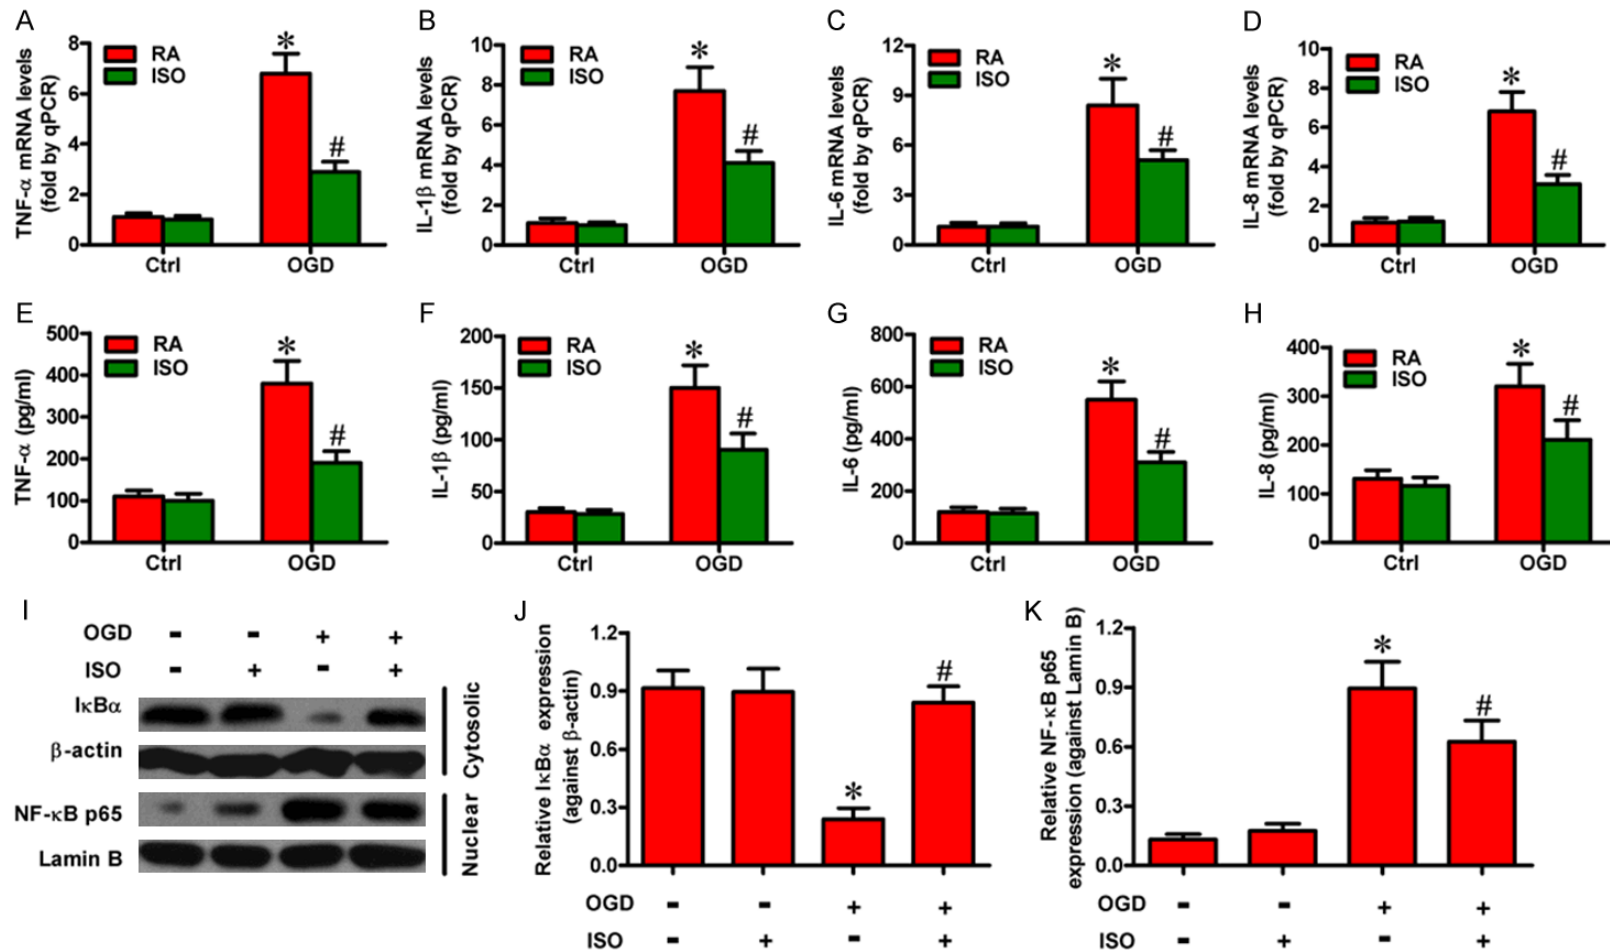 A
TNF-α mRNA levels
(fold by qPCR)
8
6
4
2
0
RA
ISO
*
#
Ctrl
OGD
B
IL-1β mRNA levels
(fold by qPCR)
10
8
6
4
2
0
RA
ISO
*
#
Ctrl
OGD
C
IL-6 mRNA levels
(fold by qPCR)
12
9
6
3
0
RA
ISO
*
#
Ctrl
OGD
D
IL-8 mRNA levels
(fold by qPCR)
10
8
6
4
2
0
RA
ISO
*
#
Ctrl
OGD
E
TNF-α (pg/ml)
500
400
300
200
100
0
RA
ISO
*
#
Ctrl
OGD
F
IL-1β (pg/ml)
200
150
100
50
0
RA
ISO
*
#
Ctrl
OGD
G
IL-6 (pg/ml)
800
600
400
200
0
RA
ISO
*
#
Ctrl
OGD
H
IL-8 (pg/ml)
400
300
200
100
0
RA
ISO
*
#
Ctrl
OGD
I
OGD - - + +
ISO - + - +
IκBα
β-actin
NF-κB p65
Lamin B
Cytosolic
Nuclear
J
Relative IκBα expression
(against β-actin)
1.2
0.9
0.6
0.3
0.0
*
#
OGD - - + +
ISO - + - +
K
Relative NF-κB p65
expression (against Lamin B)
1.2
0.9
0.6
0.3
0.0
*
#
OGD - - + +
ISO - + - +